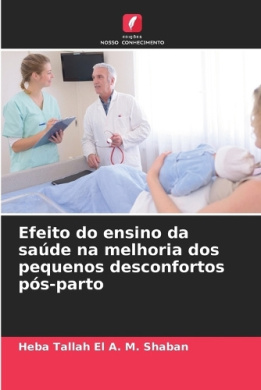 edições
NOSSO CONHECIMENTO
Efeito do ensino da
saúde na melhoria dos
pequenos desconfortos
pós-parto
Heba Tallah El A. M. Shaban